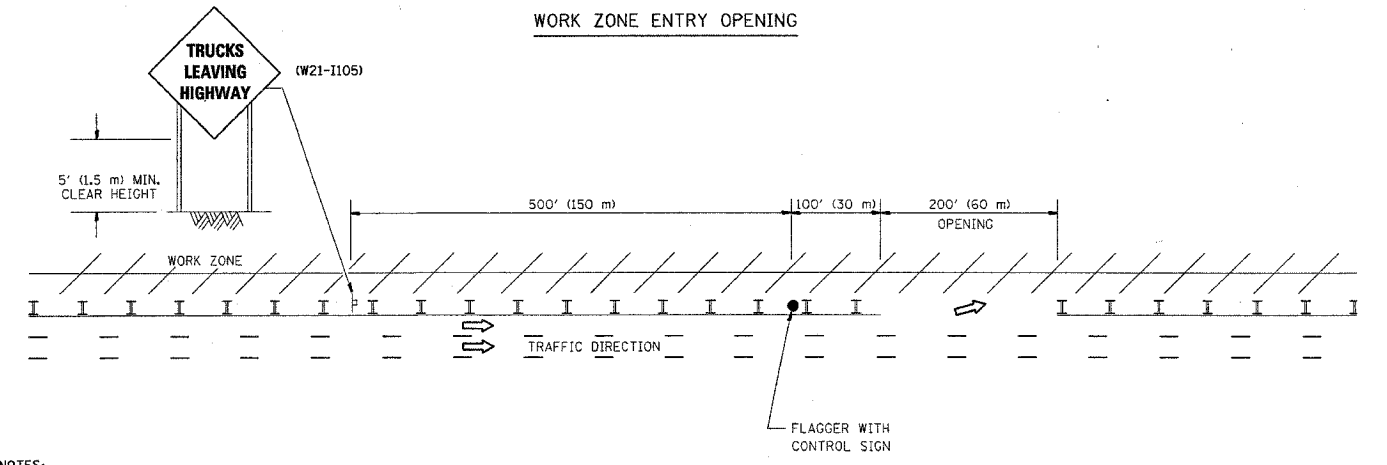 WORK ZONE ENTRY OPENING
TRUCKS
LEAVING
HIGHWAY
(W21-I105)
5' (1.5 m) MIN.
CLEAR HEIGHT
500' (150 m)
100' (30 m)
200' (60 m)
OPENING
WORK ZONE
TRAFFIC DIRECTION
FLAGGER WITH
CONTROL SIGN
NOTES: